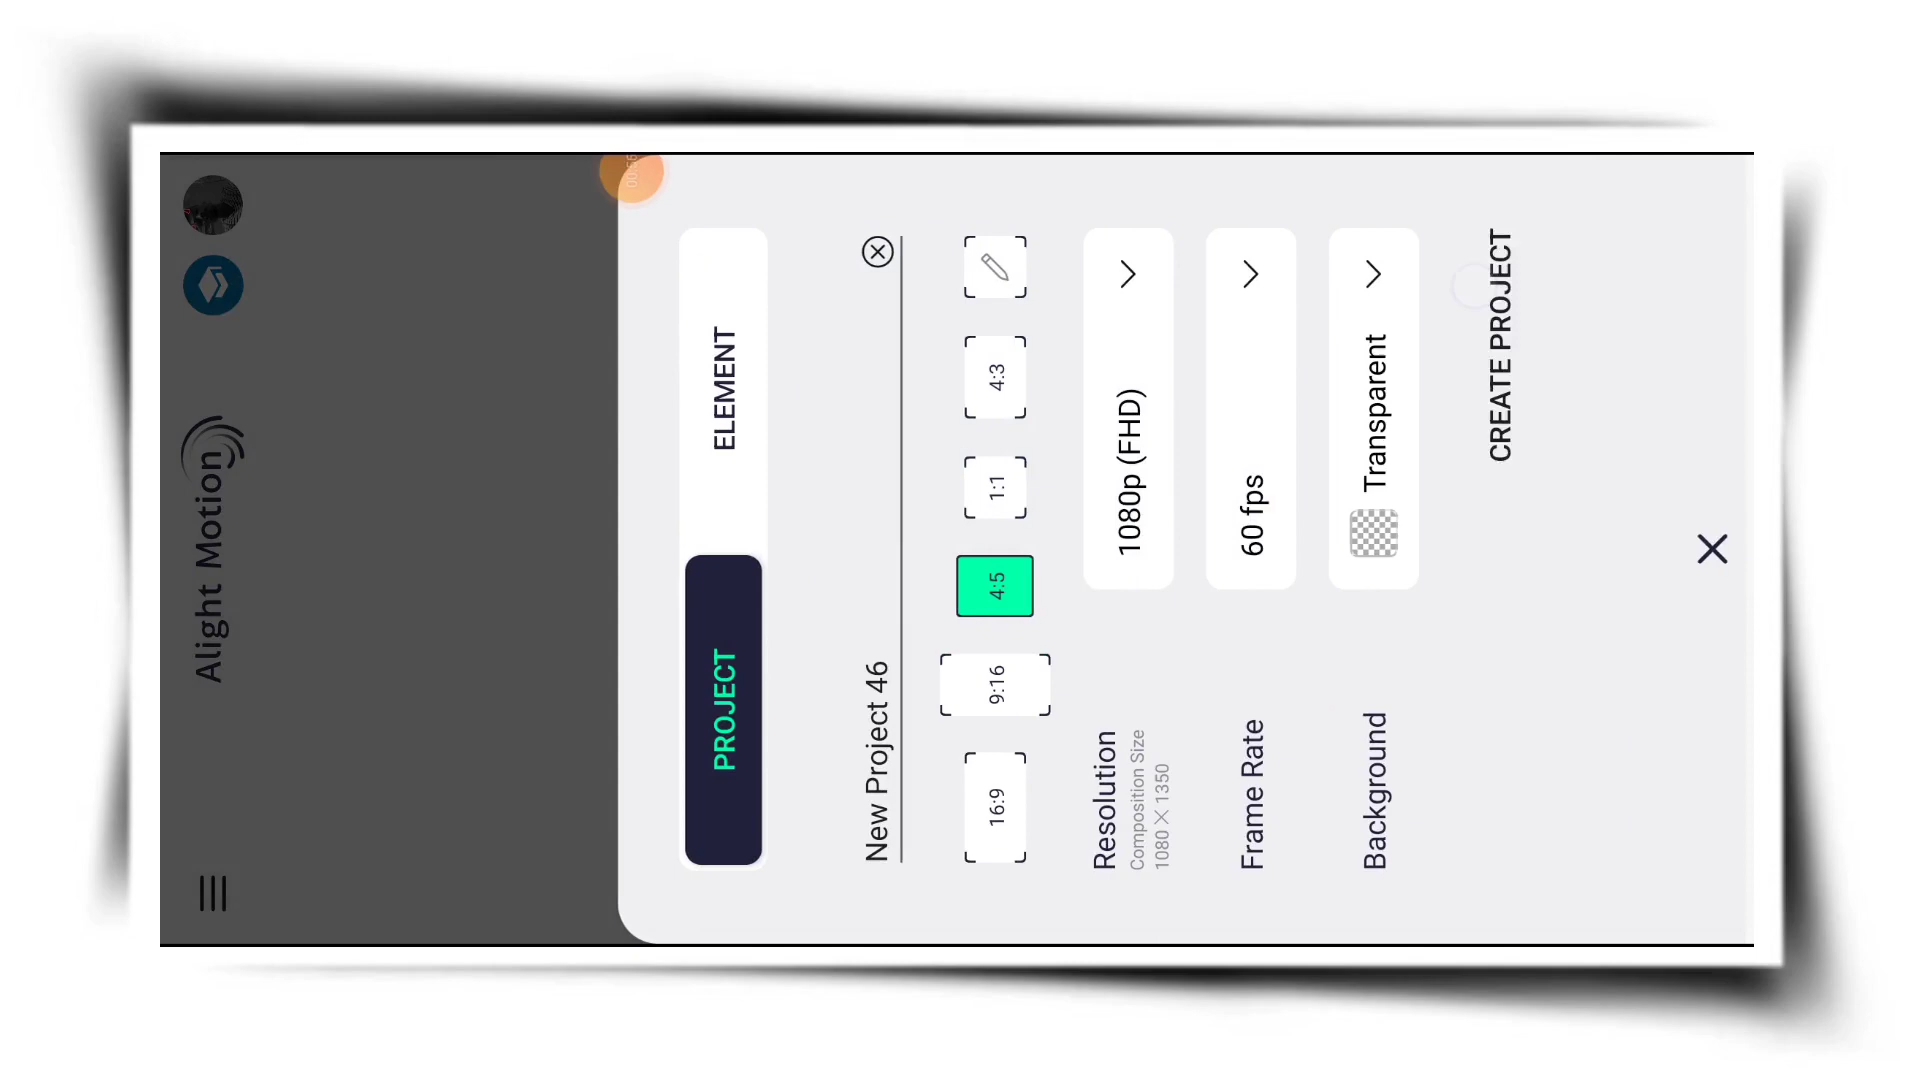 Alight Motion
PROJECT
ELEMENT
New Project 46
16:9
9:16
4:5
1:1
4:3
Resolution
Composition Size
1080 X 1350
1080p (FHD)
Frame Rate
60 fps
Background
Transparent
CREATE PROJECT